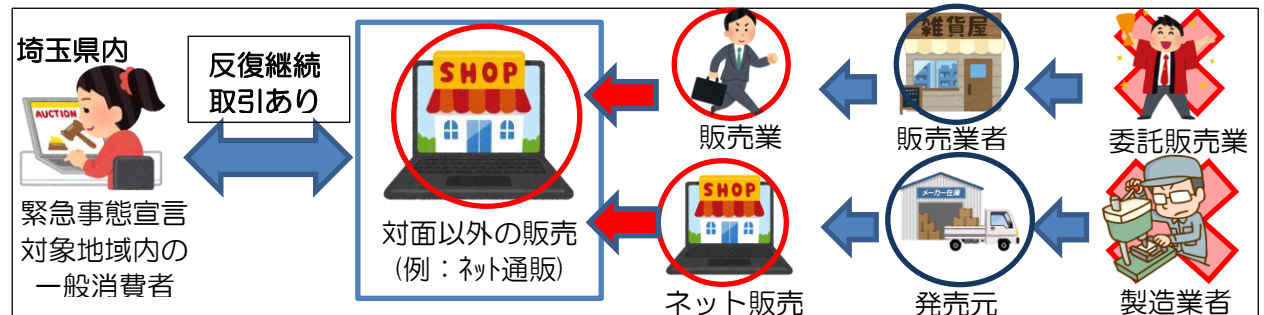 埼玉県内
AUCTION
緊急事態宣言
対象地域内の
一般消費者
反復継続
取引あり
SHOP
対面以外の販売
(例：ネット通販)
販売業
雑貨屋
販売業者
委託販売業
SHOP
ネット販売
メーカー在庫
発売元
製造業者